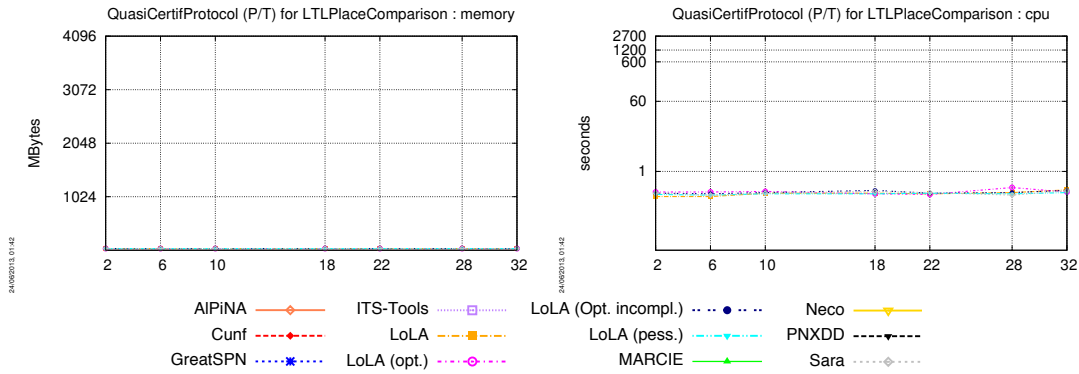 QuasiCertifProtocol (P/T) for LTLPlaceComparison : memory
4096
3072
2048
1024
MBytes
2 6 10 18 22 28 32
24/06/2013, 01:42
QuasiCertifProtocol (P/T) for LTLPlaceComparison : cpu
2700
1200
600
60
1
seconds
2 6 10 18 22 28 32
24/06/2013, 01:42
AlPiNA
Cunf
GreatSPN
ITS-Tools
LoLA
LoLA (opt.)
LoLA (Opt. incompl.)
LoLA (pess.)
MARCIE
Neco
PNXDD
Sara